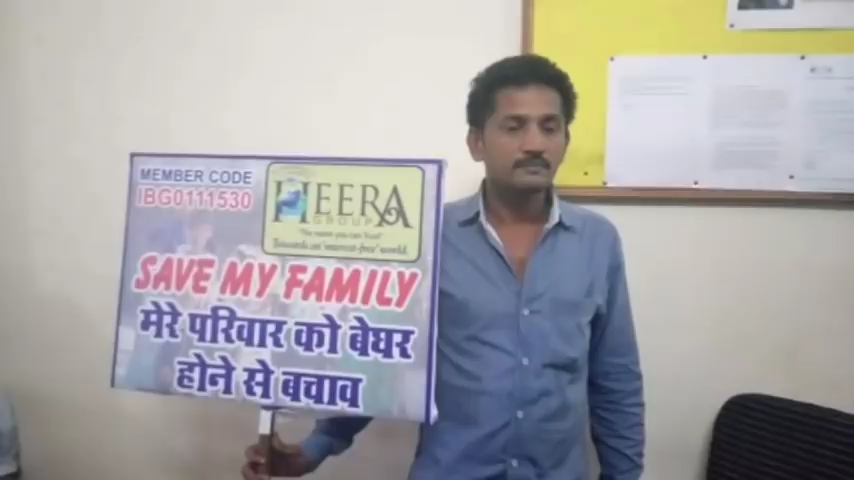 MEMBER CODE
IBG0111530
HEERA
GROUP
"The name you can trust"
Towards an 'interest-free' world.
SAVE MY FAMILY
मेरे परिवार को बेघर
होने से बचाव